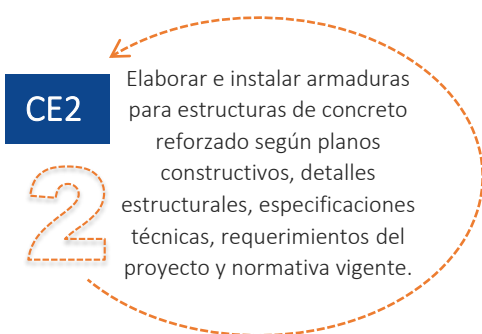 CE2
2
Elaborar e instalar armaduras
para estructuras de concreto
reforzado según planos
constructivos, detalles
estructurales, especificaciones
técnicas, requerimientos del
proyecto y normativa vigente.